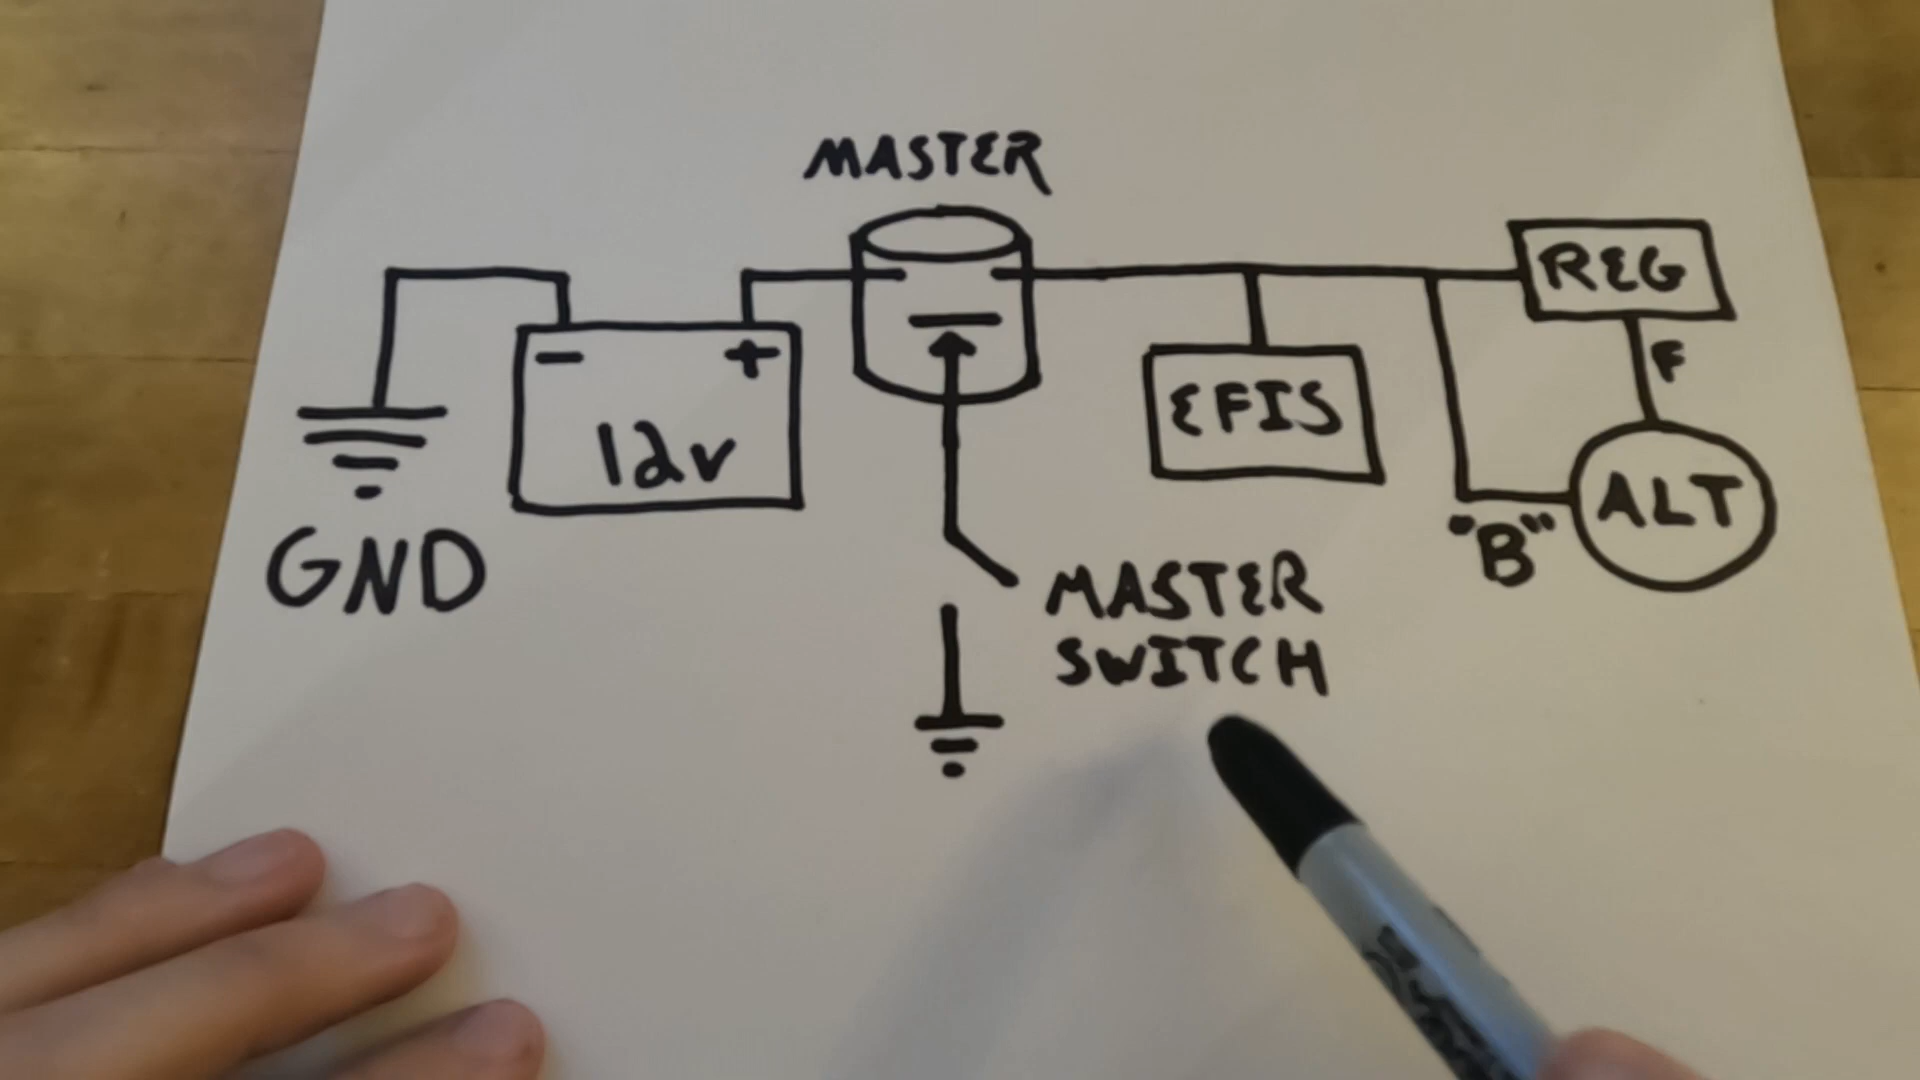 MASTER
REG
- +
F
EFIS
12v
ALT
"B"
GND
MASTER
SWITCH